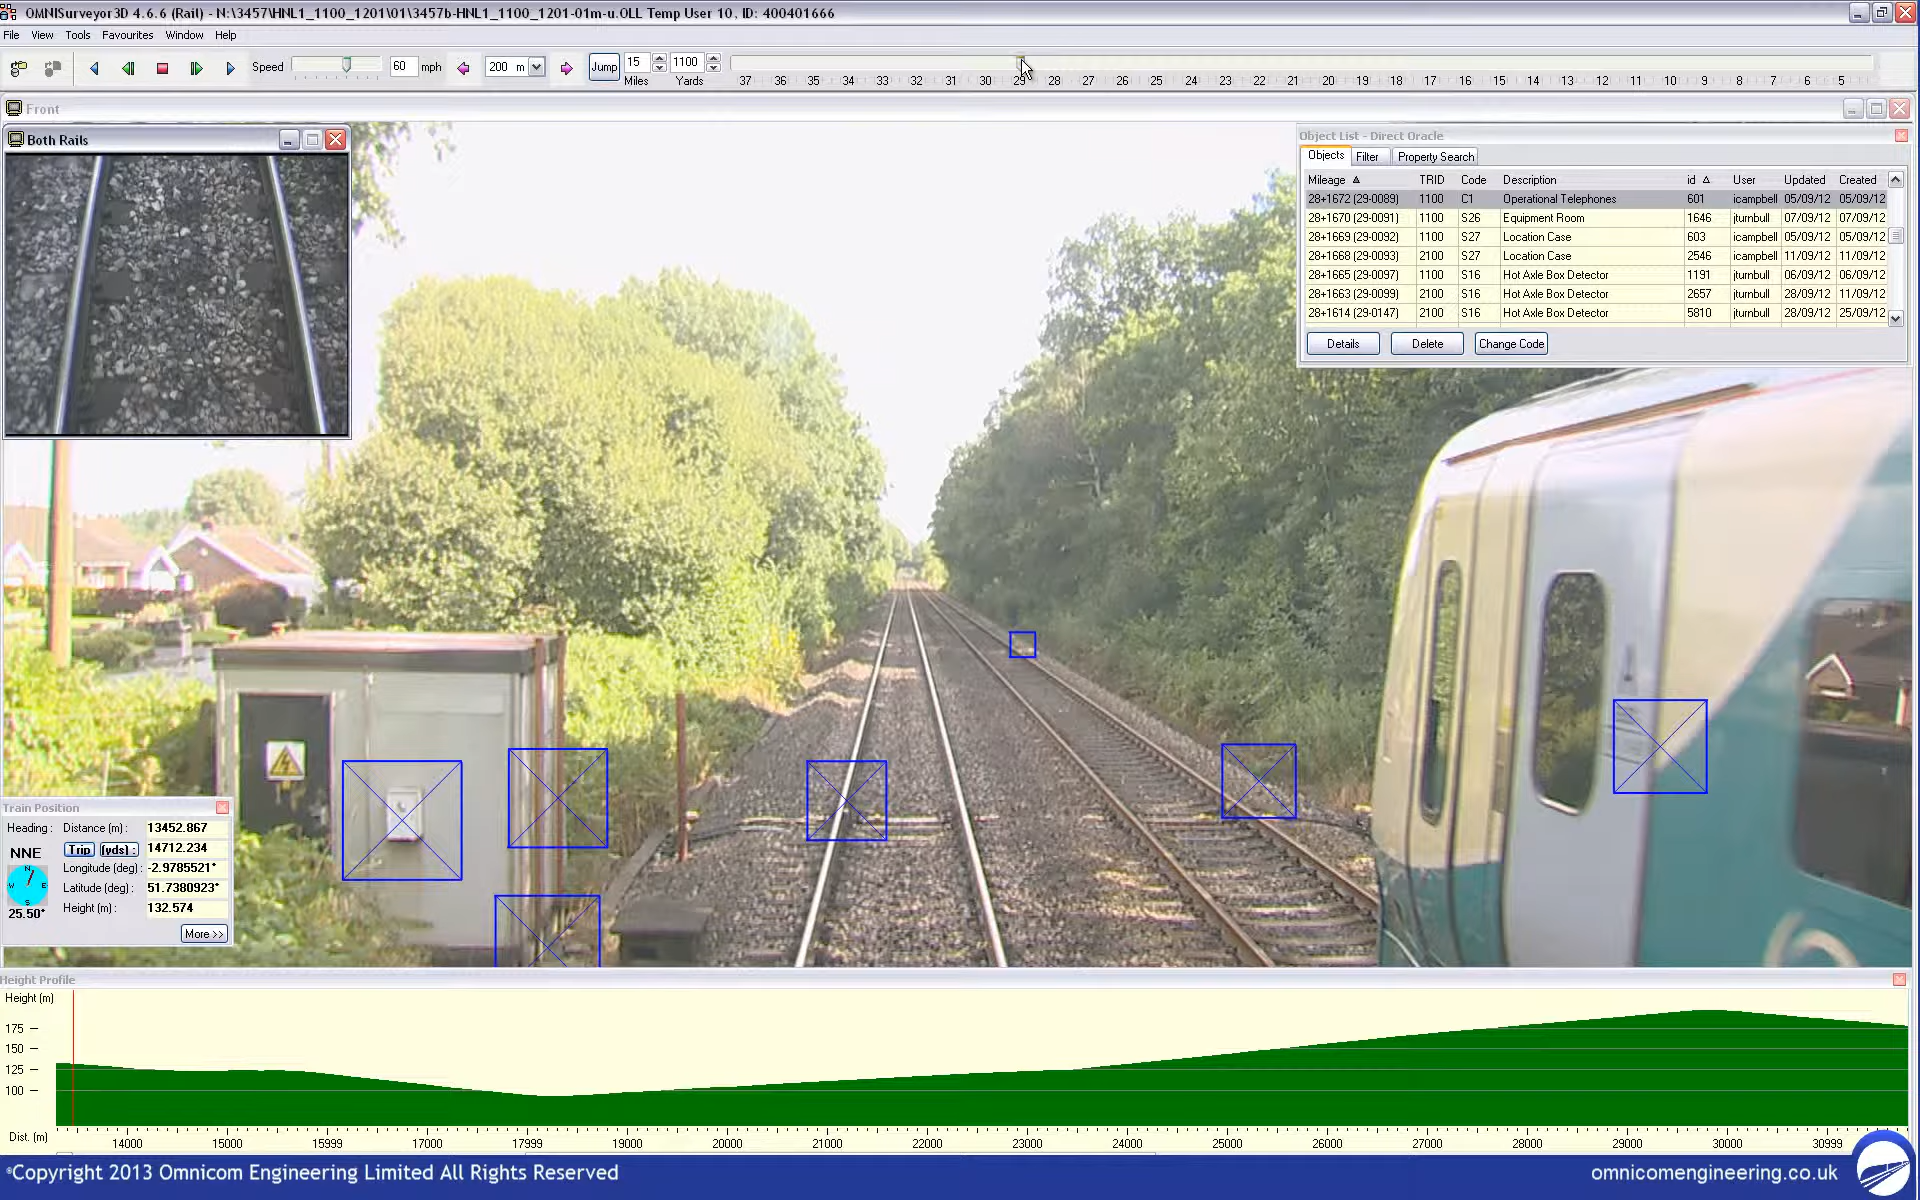 OMNISurveyor3D 4.6.6 (Rail) - N:\3457\HNL1_1100_1201\01\3457b-HNL1_1100_1201-01m-u.OLL Temp User 10, ID: 400401666
File View Tools Favourites Window Help
Speed 60 mph 200 m Jump 15 1100
Miles Yards 37 36 35 34 33 32 31 30 29 28 27 26 25 24 23 22 21 20 19 18 17 16 15 14 13 12 11 10 9 8 7 6 5
Front
Both Rails
Object List - Direct Oracle
Objects Filter Property Search
Mileage TRID Code Description id User Updated Created
28+1672 (29-0089) 1100 C1 Operational Telephones 601 icampbell 05/09/12 05/09/12
28+1670 (29-0091) 1100 S26 Equipment Room 1646 jturnbull 07/09/12 07/09/12
28+1669 (29-0092) 1100 S27 Location Case 603 icampbell 05/09/12 05/09/12
28+1668 (29-0093) 2100 S27 Location Case 2546 icampbell 11/09/12 11/09/12
28+1665 (29-0097) 1100 S16 Hot Axle Box Detector 1191 jturnbull 06/09/12 06/09/12
28+1663 (29-0099) 2100 S16 Hot Axle Box Detector 2657 jturnbull 28/09/12 11/09/12
28+1614 (29-0147) 2100 S16 Hot Axle Box Detector 5810 jturnbull 28/09/12 25/09/12
Details Delete Change Code
Train Position
Heading : Distance (m) : 13452.867
NNE Trip (yds) : 14712.234
Longitude (deg) : -2.9785521°
N W E S Latitude (deg) : 51.7380923°
25.50° Height (m) : 132.574
More >>
Height Profile
Height (m)
175
150
125
100
Dist. (m) 14000 15000 15999 17000 17999 19000 20000 21000 22000 23000 24000 25000 26000 27000 28000 29000 30000 30999
©Copyright 2013 Omnicom Engineering Limited All Rights Reserved omnicomengineering.co.uk